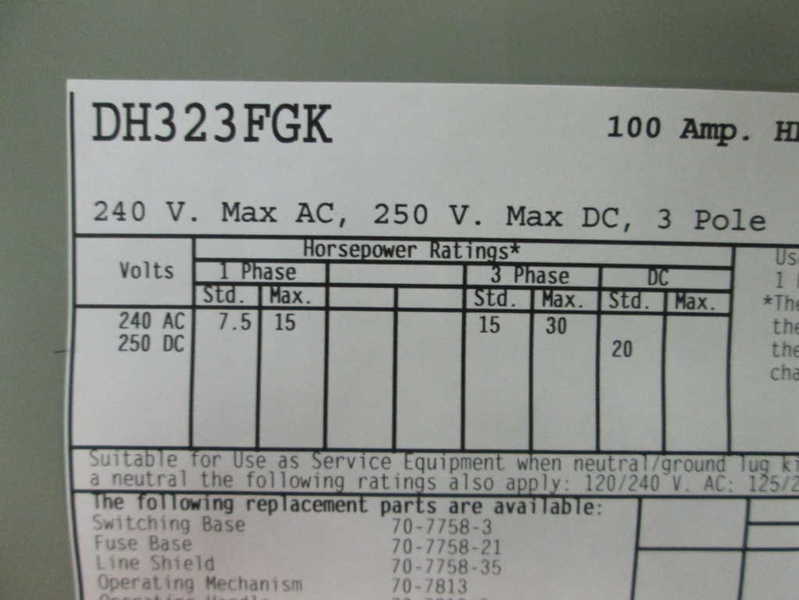 DH323FGK 100 Amp.
240 V. Max AC, 250 V. Max DC, 3 Pole
Horsepower Ratings*
Volts 1 Phase 3 Phase DC
Std. Max. Std. Max. Std. Max.
240 AC 7.5 15 15 30
250 DC 20
Suitable for Use as Service Equipment when neutral/ground lug
a neutral the following ratings also apply: 120/240 V. AC:
The following replacement parts are available:
Switching Base 70-7758-3
Fuse Base 70-7758-21
Line Shield 70-7758-35
Operating Mechanism 70-7813